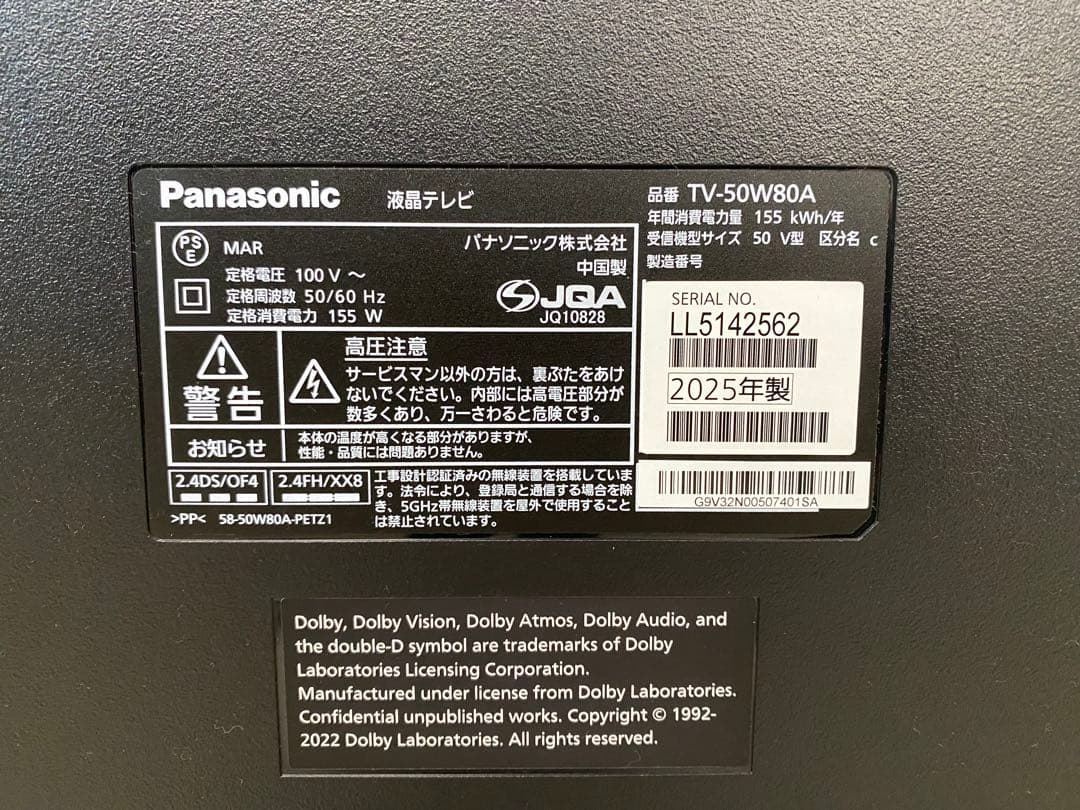 Panasonic 液晶テレビ
品番 TV-50W80A
年間消費電力量 155 kWh/年
受信機型サイズ 50 V型 区分名 c
製造番号
PS
E
MAR
パナソニック株式会社
中国製
定格電圧 100 V ～
定格周波数 50/60 Hz
定格消費電力 155 W
JQA
JQ10828
SERIAL NO.
LL5142562
2025年製
警告
高圧注意
サービスマン以外の方は、裏ぶたをあけ
ないでください。内部には高電圧部分が
数多くあり、万一さわると危険です。
お知らせ
本体の温度が高くなる部分がありますが、
性能・品質には問題ありません。
2.4DS/OF4
2.4FH/XX8
工事設計認証済みの無線装置を搭載していま
す。法令により、登録局と通信する場合を除
き、5GHz帯無線装置を屋外で使用すること
は禁止されています。
>PP< 58-50W80A-PETZ1
G9V32N00507401SA
Dolby, Dolby Vision, Dolby Atmos, Dolby Audio, and
the double-D symbol are trademarks of Dolby
Laboratories Licensing Corporation.
Manufactured under license from Dolby Laboratories.
Confidential unpublished works. Copyright © 1992-
2022 Dolby Laboratories. All rights reserved.